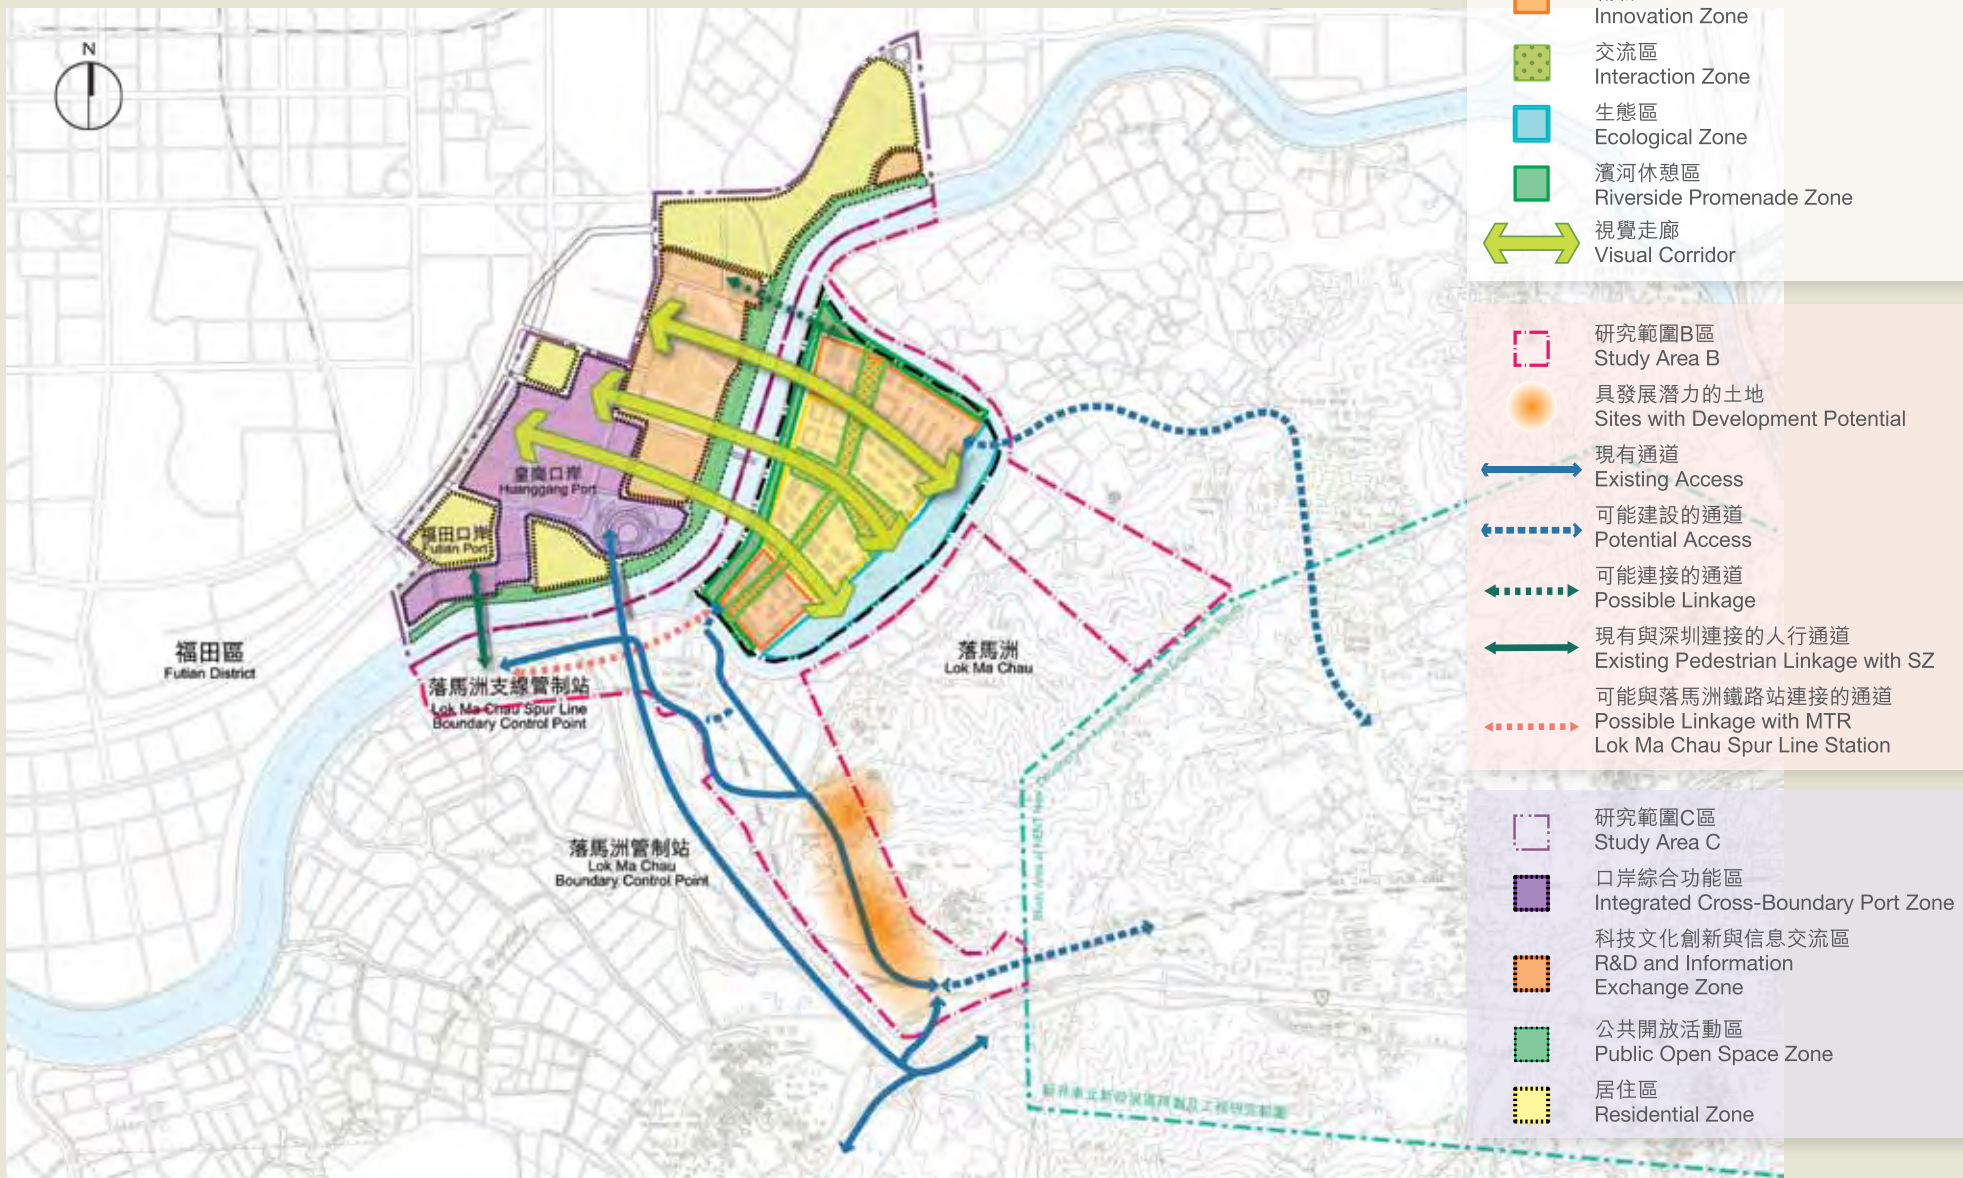 N
Innovation Zone
交流區
Interaction Zone
生態區
Ecological Zone
濱河休憩區
Riverside Promenade Zone
視覺走廊
Visual Corridor
研究範圍B區
Study Area B
具發展潛力的土地
Sites with Development Potential
現有通道
Existing Access
可能建設的通道
Potential Access
可能連接的通道
Possible Linkage
現有與深圳連接的人行通道
Existing Pedestrian Linkage with SZ
可能與落馬洲鐵路站連接的通道
Possible Linkage with MTR
Lok Ma Chau Spur Line Station
研究範圍C區
Study Area C
口岸綜合功能區
Integrated Cross-Boundary Port Zone
科技文化創新與信息交流區
R&D and Information
Exchange Zone
公共開放活動區
Public Open Space Zone
居住區
Residential Zone
皇崗口岸
Huanggang Port
福田口岸
Futian Port
福田區
Futian District
落馬洲
Lok Ma Chau
落馬洲支線管制站
Lok Ma Chau Spur Line
Boundary Control Point
落馬洲管制站
Lok Ma Chau
Boundary Control Point